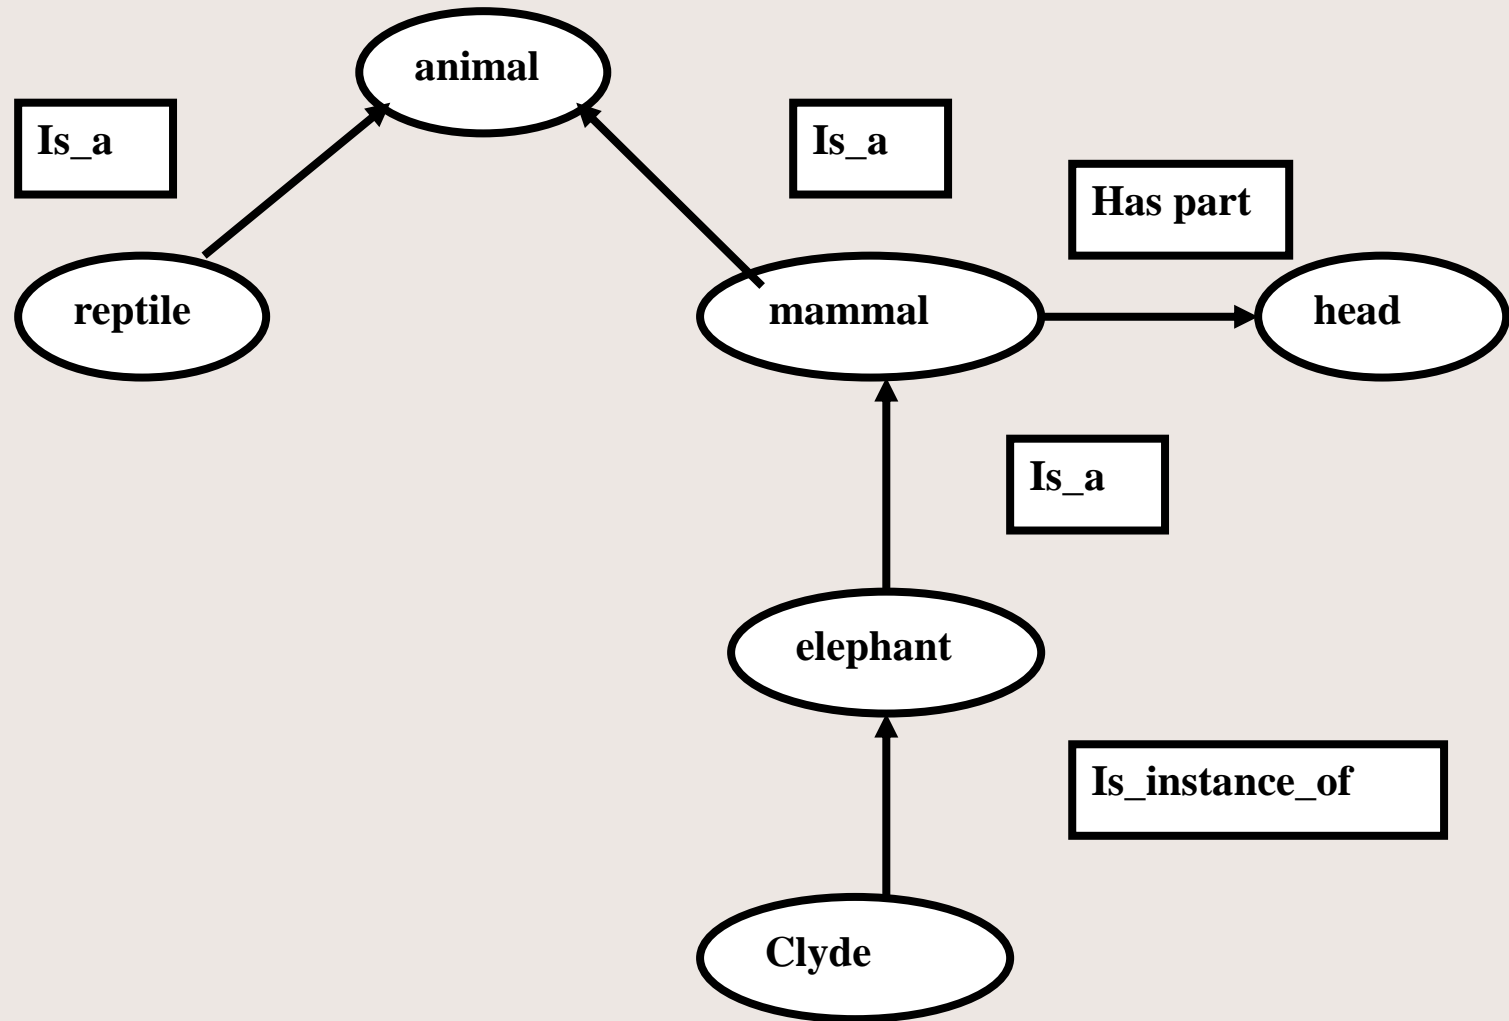 animal
Is_a
Is_a
Has part
reptile
mammal
head
Is_a
elephant
Is_instance_of
Clyde